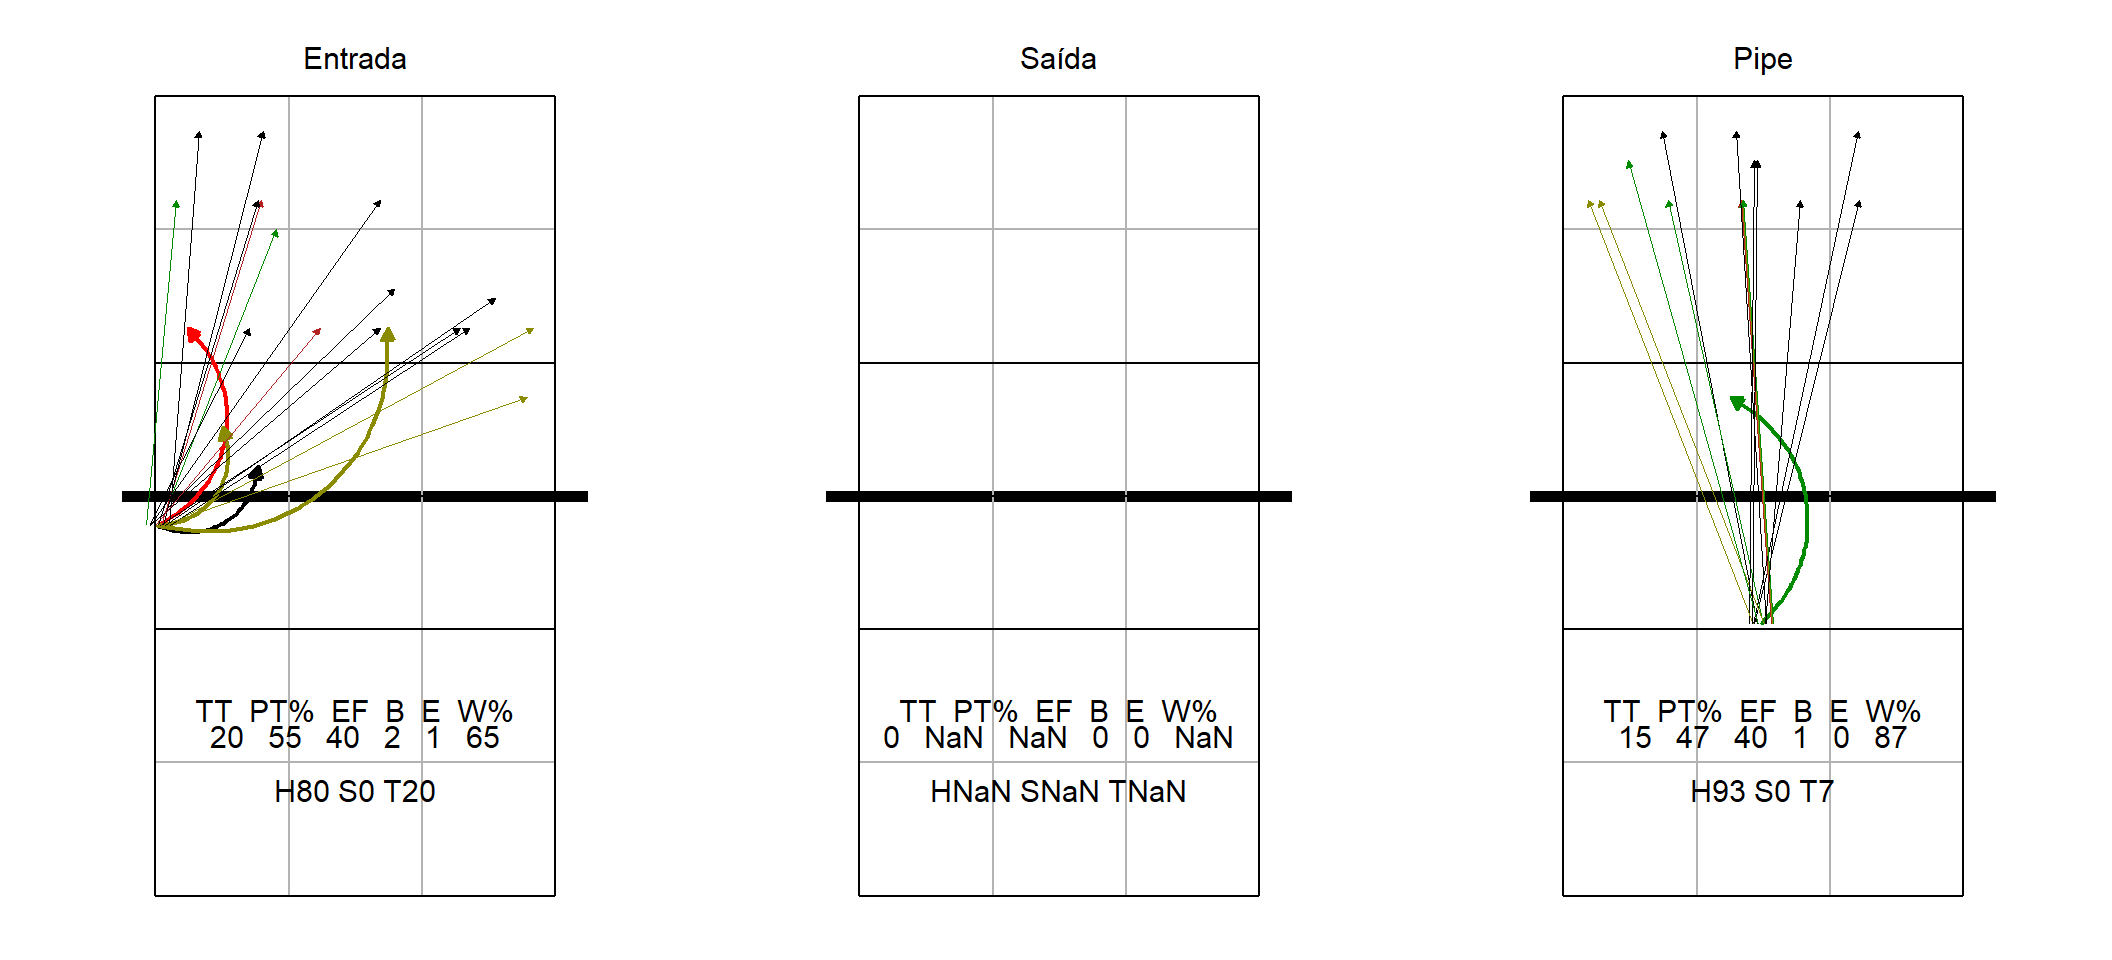 Entrada
TT PT% EF B E W%
20 55 40 2 1 65
H80 S0 T20
Saída
TT PT% EF B E W%
0 NaN NaN 0 0 NaN
HNaN SNaN TNaN
Pipe
TT PT% EF B E W%
15 47 40 1 0 87
H93 S0 T7